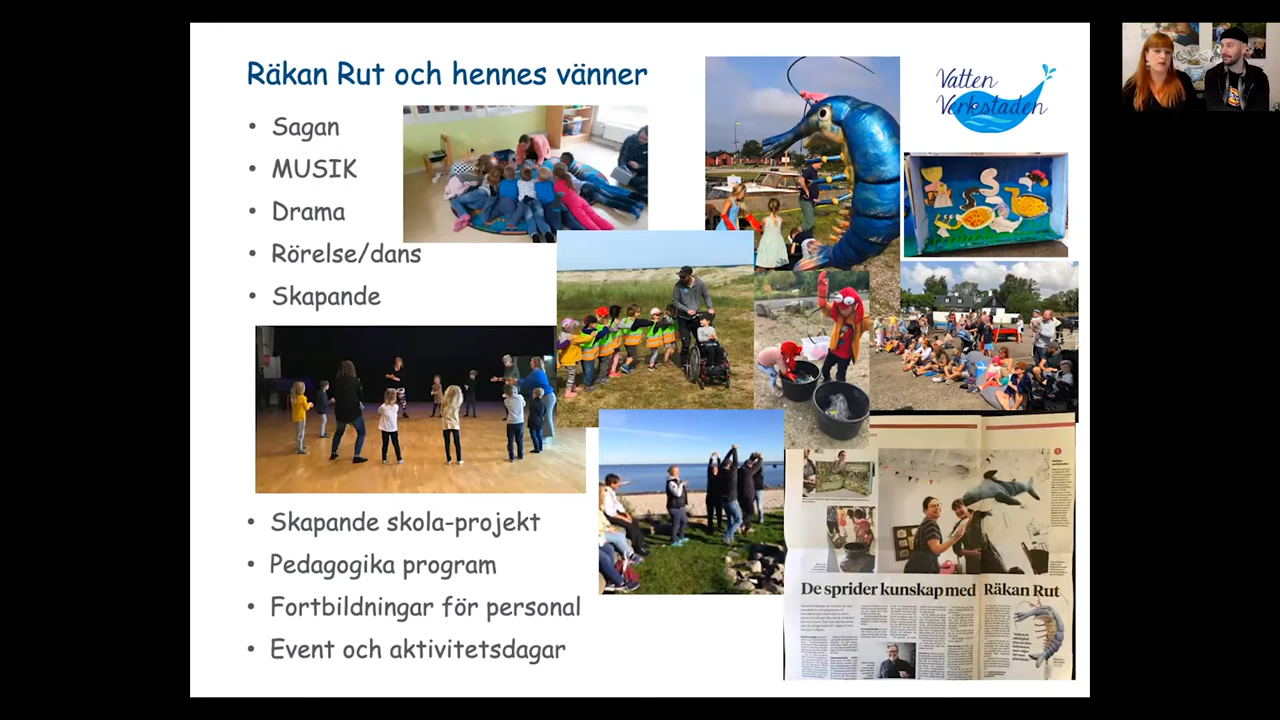 Räkan Rut och hennes vänner
• Sagan
• MUSIK
• Drama
• Rörelse/dans
• Skapande
• Skapande skola-projekt
• Pedagogika program
• Fortbildningar för personal
• Event och aktivitetsdagar
Vatten
Verkstaden
De sprider kunskap med Räkan Rut